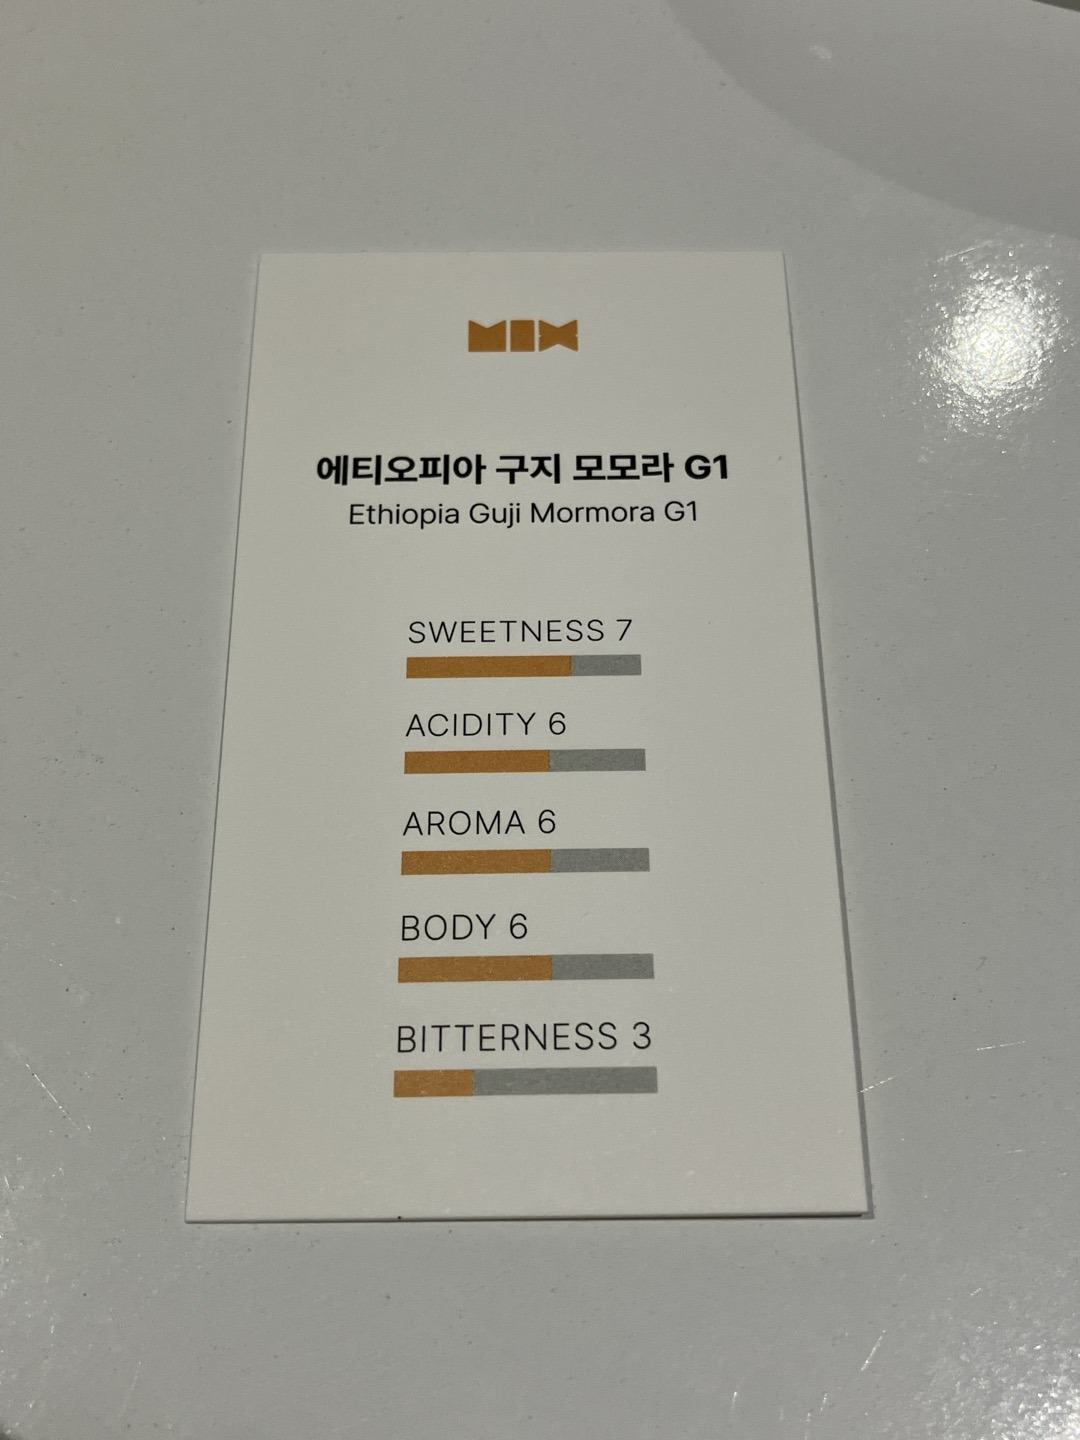 MIX
에티오피아 구지 모모라 G1
Ethiopia Guji Mormora G1
SWEETNESS 7
ACIDITY 6
AROMA 6
BODY 6
BITTERNESS 3